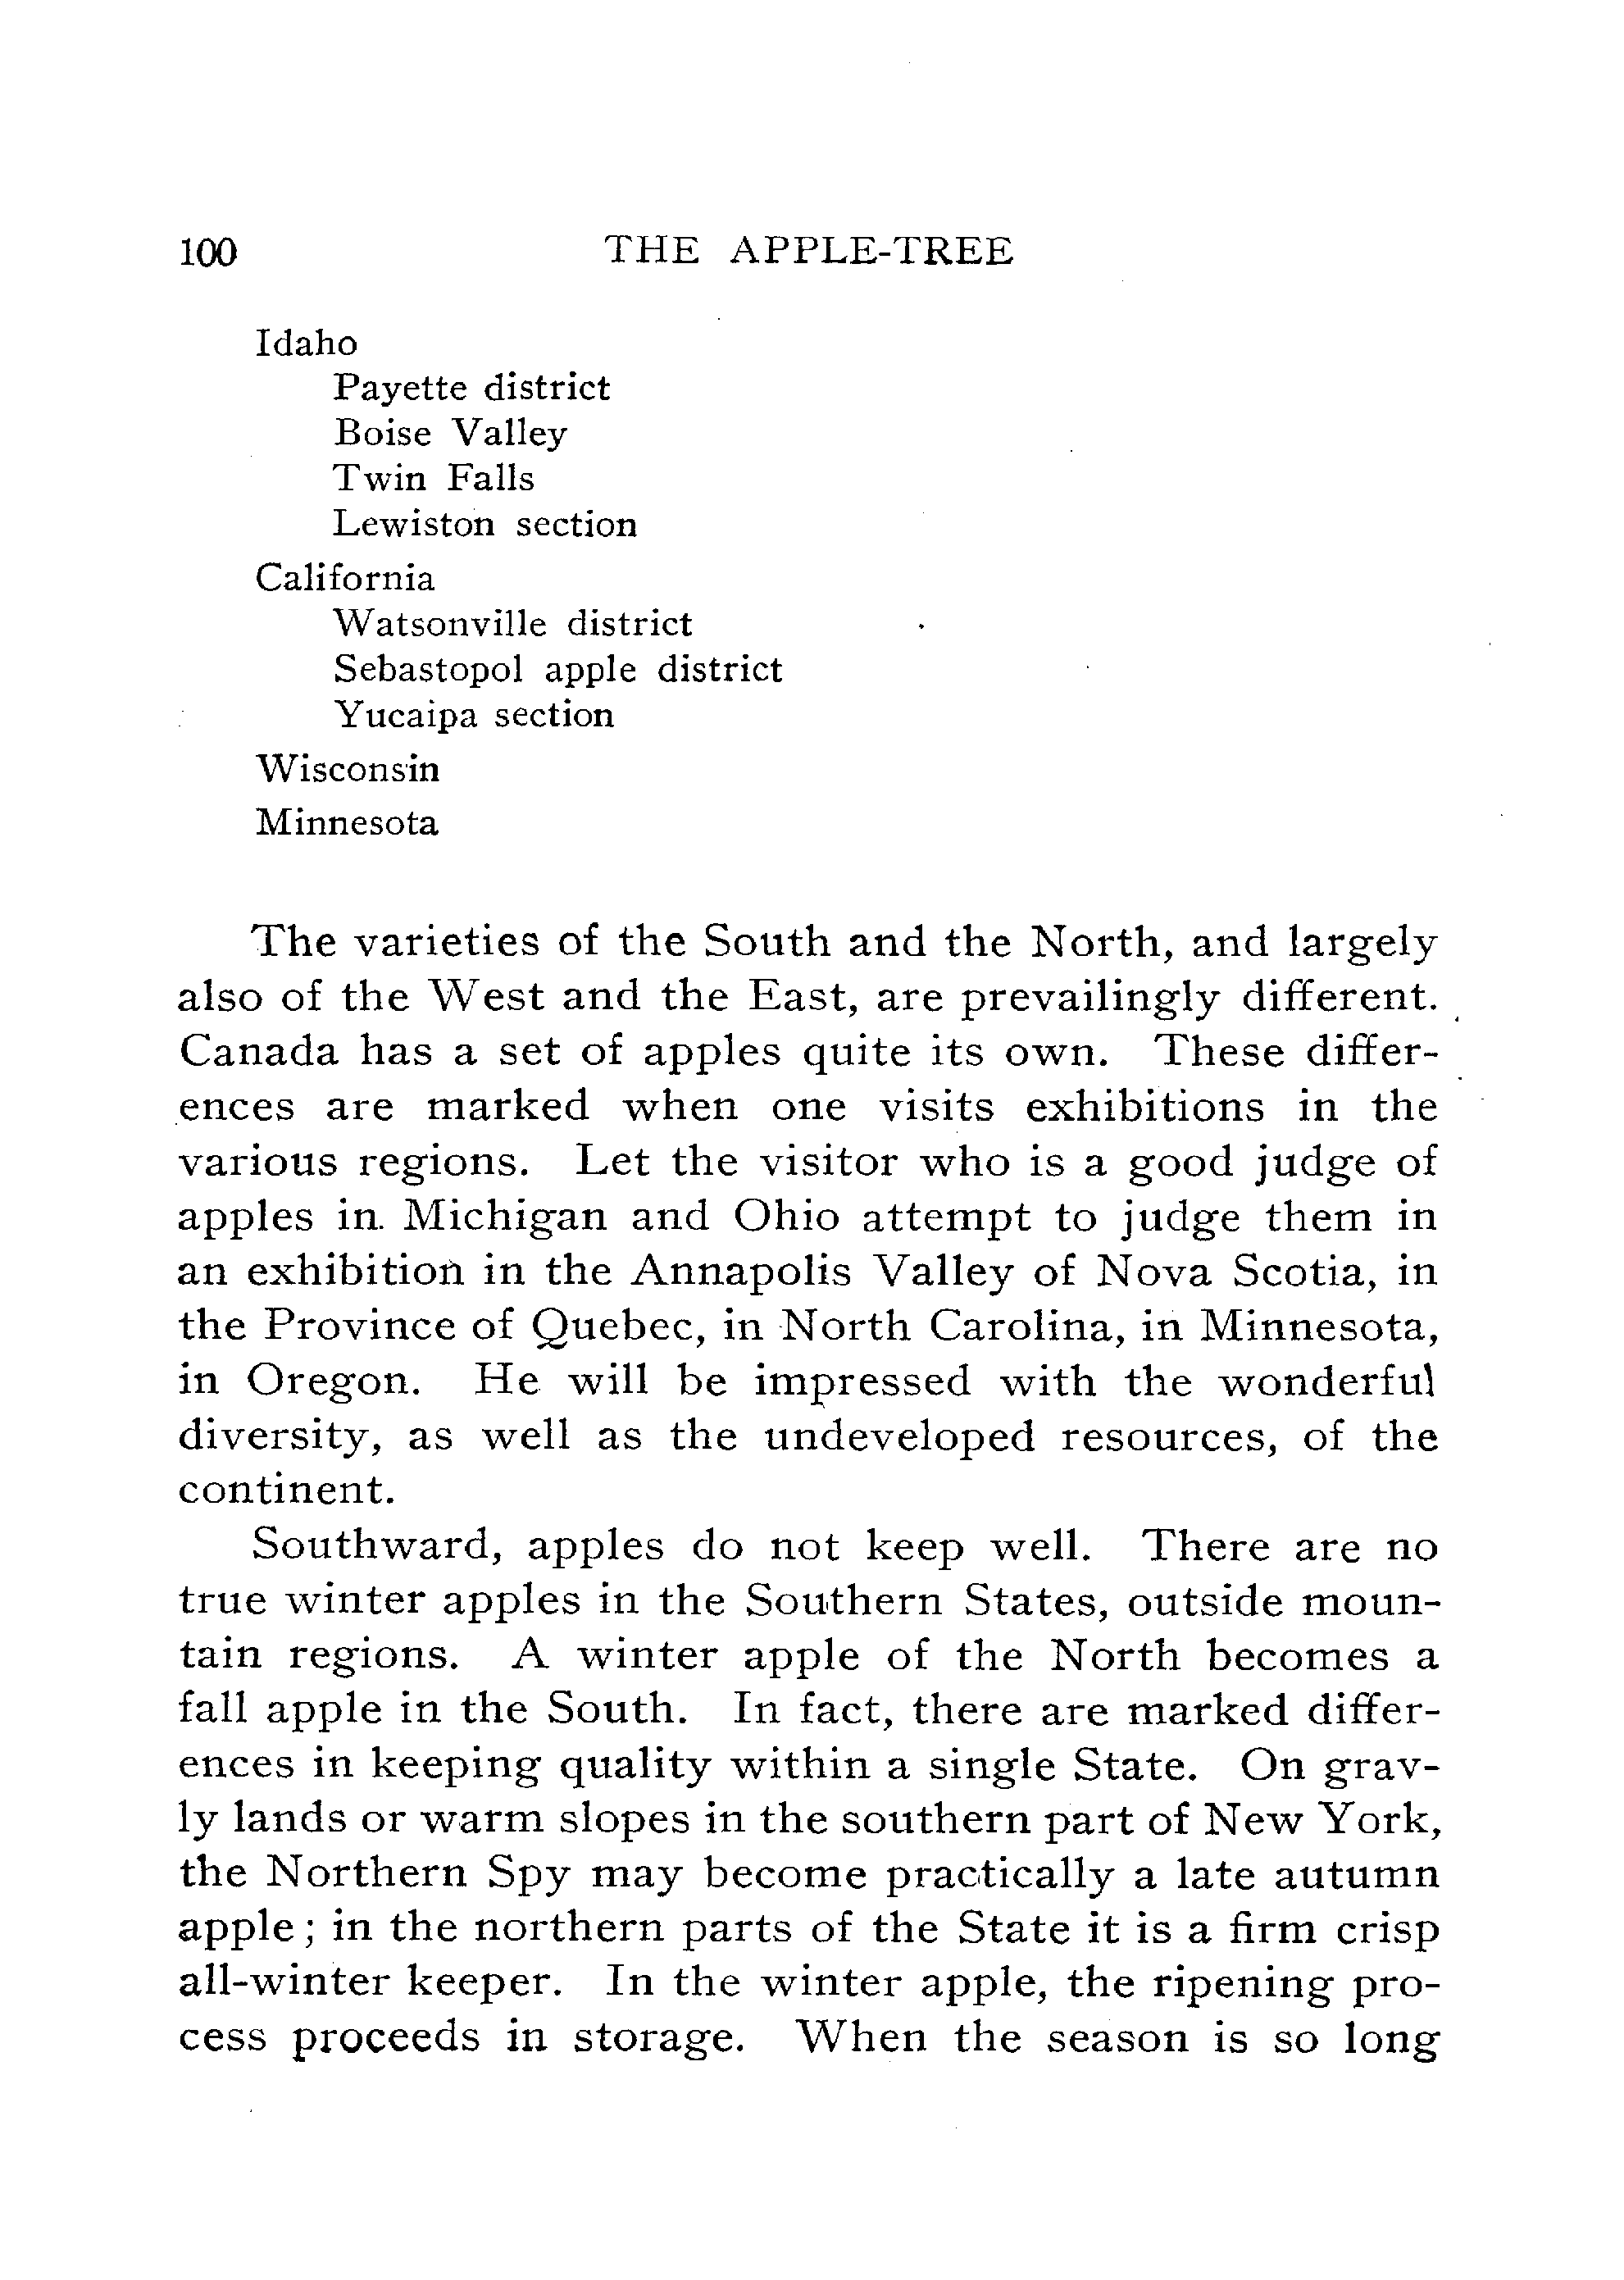 100 THE APPLE-TREE
Idaho
Payette district
Boise Valley
Twin Falls
Lewiston section
California
Watsonville district
Sebastopol apple district
Yucaipa section
Wisconsin
Minnesota
The varieties of the South and the North, and largely
also of the West and the East, are prevailingly different.
Canada has a set of apples quite its own. These differ-
ences are marked when one visits exhibitions in the
various regions. Let the visitor who is a good judge of
apples in Michigan and Ohio attempt to judge them in
an exhibition in the Annapolis Valley of Nova Scotia, in
the Province of Quebec, in North Carolina, in Minnesota,
in Oregon. He will be impressed with the wonderful
diversity, as well as the undeveloped resources, of the
continent.
Southward, apples do not keep well. There are no
true winter apples in the Southern States, outside moun-
tain regions. A winter apple of the North becomes a
fall apple in the South. In fact, there are marked differ-
ences in keeping quality within a single State. On grav-
ly lands or warm slopes in the southern part of New York,
the Northern Spy may become practically a late autumn
apple; in the northern parts of the State it is a firm crisp
all-winter keeper. In the winter apple, the ripening pro-
cess proceeds in storage. When the season is so long